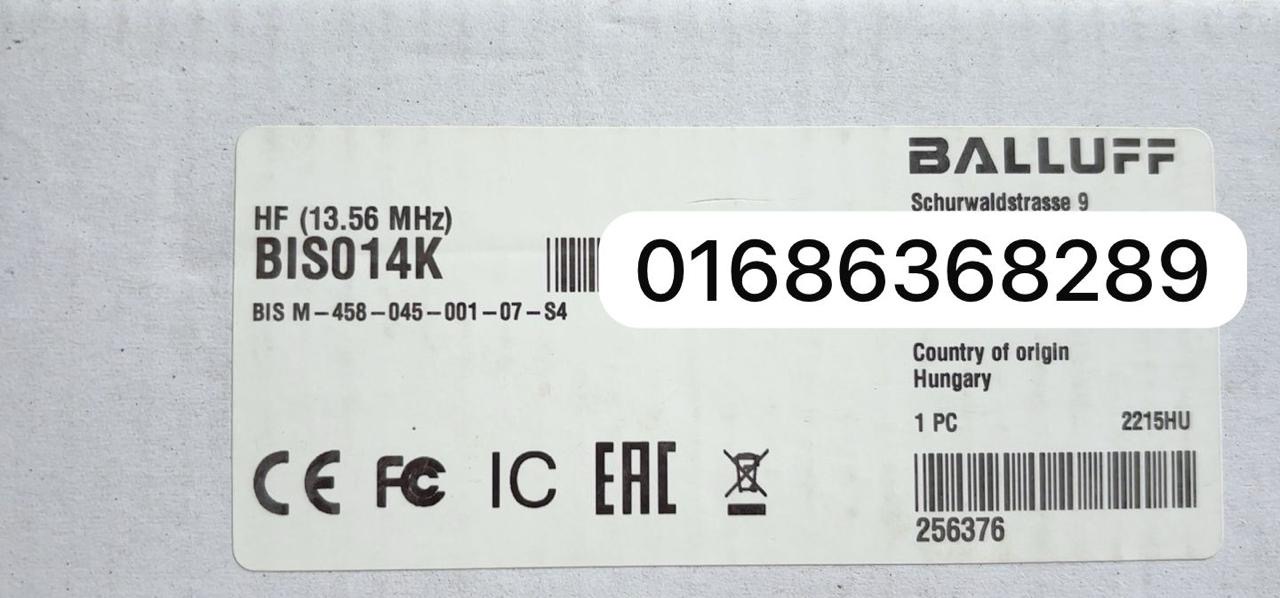 BALLUFF
Schurwaldstrasse 9
HF (13.56 MHz)
BIS014K
01686368289
BIS M-458-045-001-07-S4
Country of origin
Hungary
1 PC 2215HU
CE FC IC EAC
256376